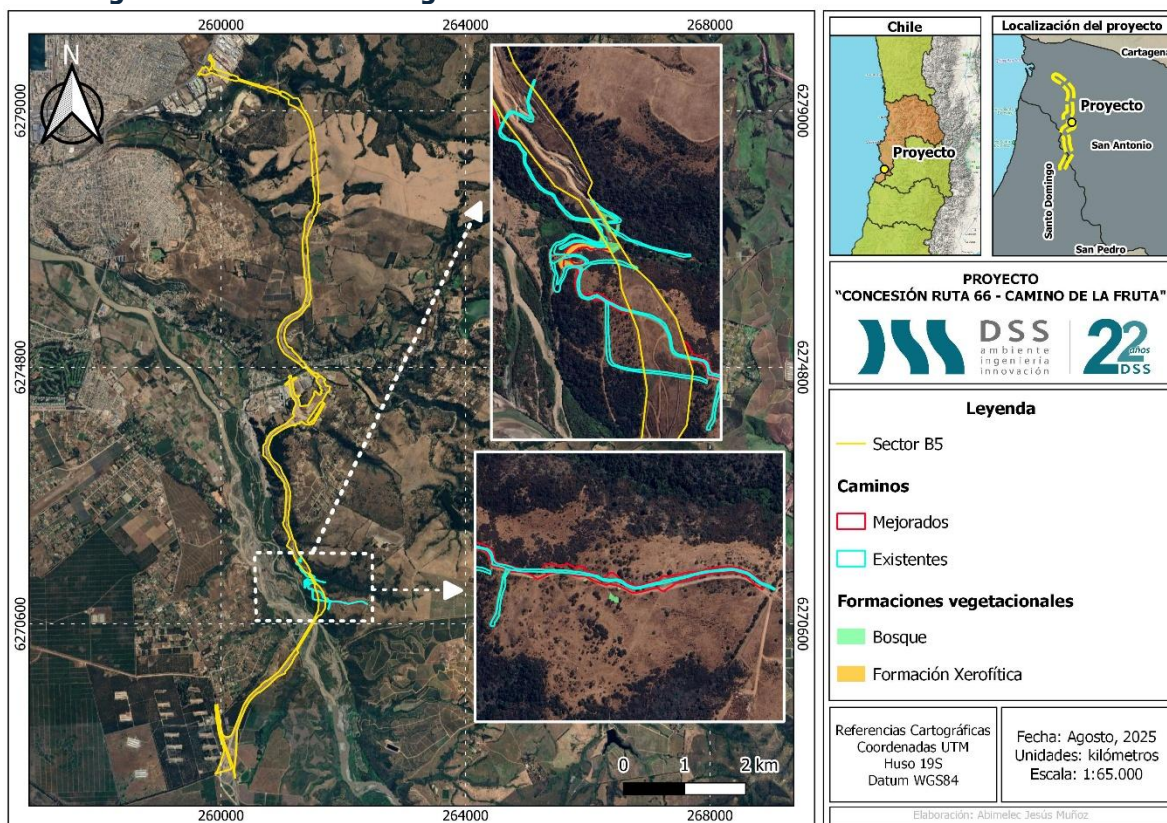 260000
264000
268000
N
6279000
6279000
6274800
6274800
6270600
6270600
0 1 2 km
260000
264000
268000
Chile
Proyecto
Localización del proyecto
Cartagena
Proyecto
San Antonio
Santo Domingo
San Pedro
PROYECTO
"CONCESIÓN RUTA 66 - CAMINO DE LA FRUTA"
DSS
ambiente
ingeniería
innovación
22
años
DSS
Leyenda
Sector B5
Caminos
Mejorados
Existentes
Formaciones vegetacionales
Bosque
Formación Xerofítica
Referencias Cartográficas
Coordenadas UTM
Huso 19S
Datum WGS84
Fecha: Agosto, 2025
Unidades: kilómetros
Escala: 1:65.000
Elaboración: Abimelec Jesús Muñoz